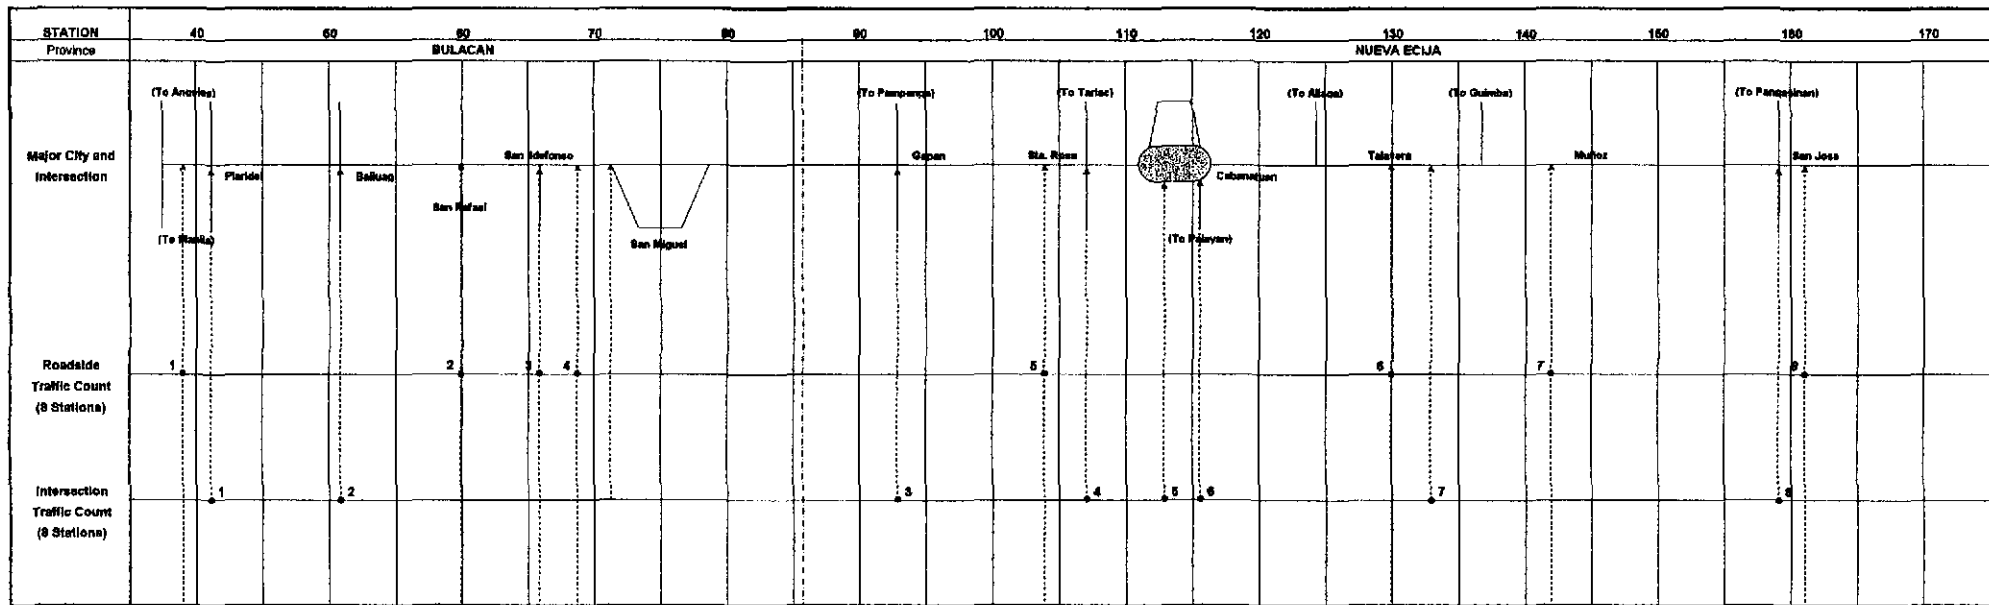 STATION 40 50 60 70 80 90 100 110 120 130 140 150 160 170
Province BULACAN NUEVA ECIJA
(To Angeles) (To Pampanga) (To Tarlac) (To Aliaga) (To Guimba) (To Pangasinan)
Major City and
Intersection
San Ildefonso Gapan Sta. Rosa Talavera Muñoz San Jose
Plaridel Baliuag Cabanatuan
San Rafael
(To Manila) San Miguel (To Palayan)
Roadside
Traffic Count
(8 Stations)
1 2 3 4 5 6 7
Intersection
Traffic Count
(8 Stations)
1 2 3 4 5 6 7 8